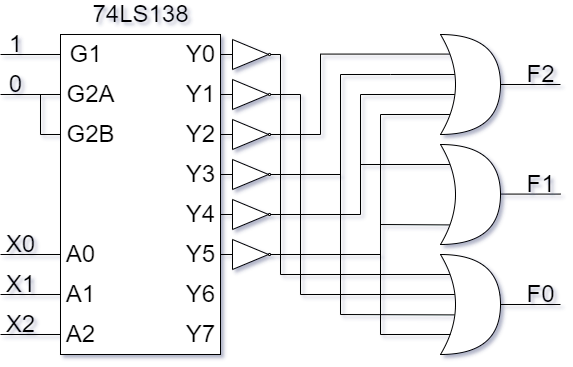 74LS138
1 G1 Y0
0 G2A Y1 F2
G2B Y2
Y3
F1
Y4
X0 A0 Y5
X1 A1 Y6 F0
X2 A2 Y7